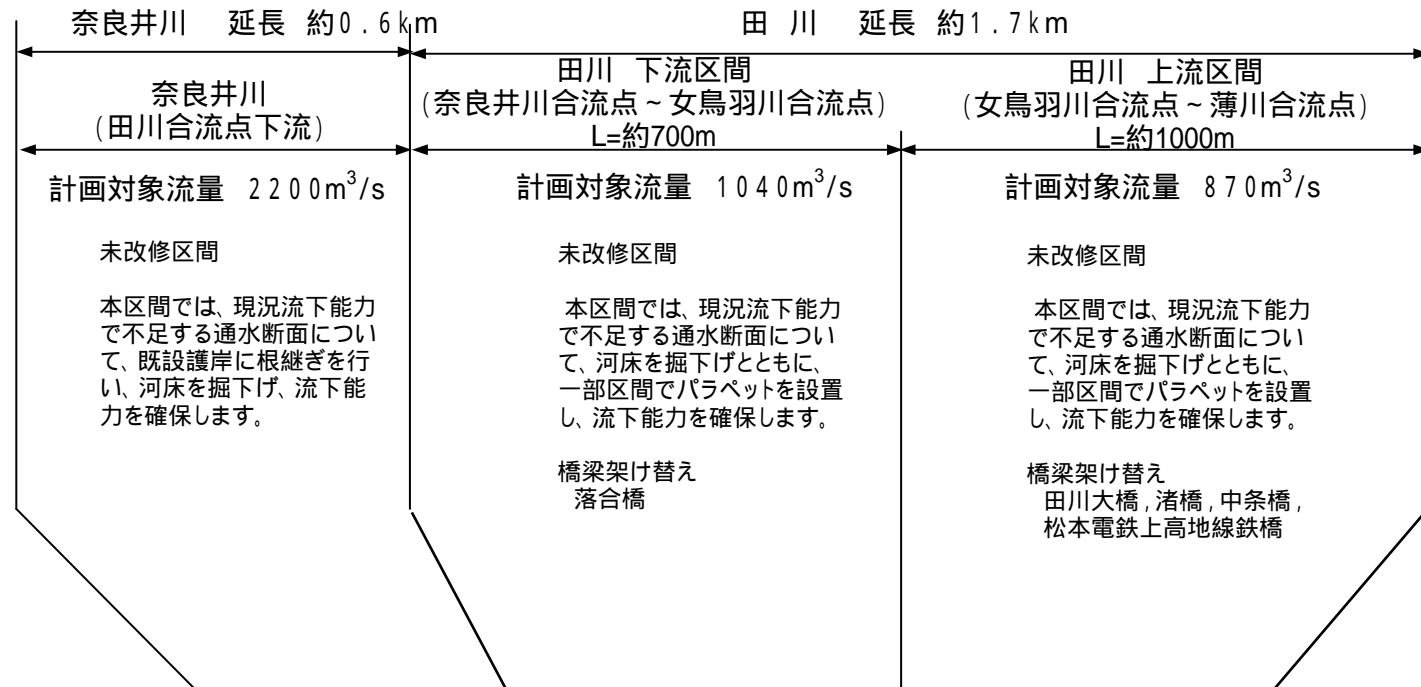 奈良井川 延長 約0.6km
田 川 延長 約1.7km
奈良井川
(田川合流点下流)
計画対象流量 2200m³/s
未改修区間
本区間では、現況流下能力
で不足する通水断面につい
て、既設護岸に根継ぎを行
い、河床を掘下げ、流下能
力を確保します。
田川 下流区間
(奈良井川合流点~女鳥羽川合流点)
L=約700m
計画対象流量 1040m³/s
未改修区間
本区間では、現況流下能力
で不足する通水断面につい
て、河床を掘下げとともに、
一部区間でパラペットを設置
し、流下能力を確保します。
橋梁架け替え
落合橋
田川 上流区間
(女鳥羽川合流点~薄川合流点)
L=約1000m
計画対象流量 870m³/s
未改修区間
本区間では、現況流下能力
で不足する通水断面につい
て、河床を掘下げとともに、
一部区間でパラペットを設置
し、流下能力を確保します。
橋梁架け替え
田川大橋,渚橋,中条橋,
松本電鉄上高地線鉄橋